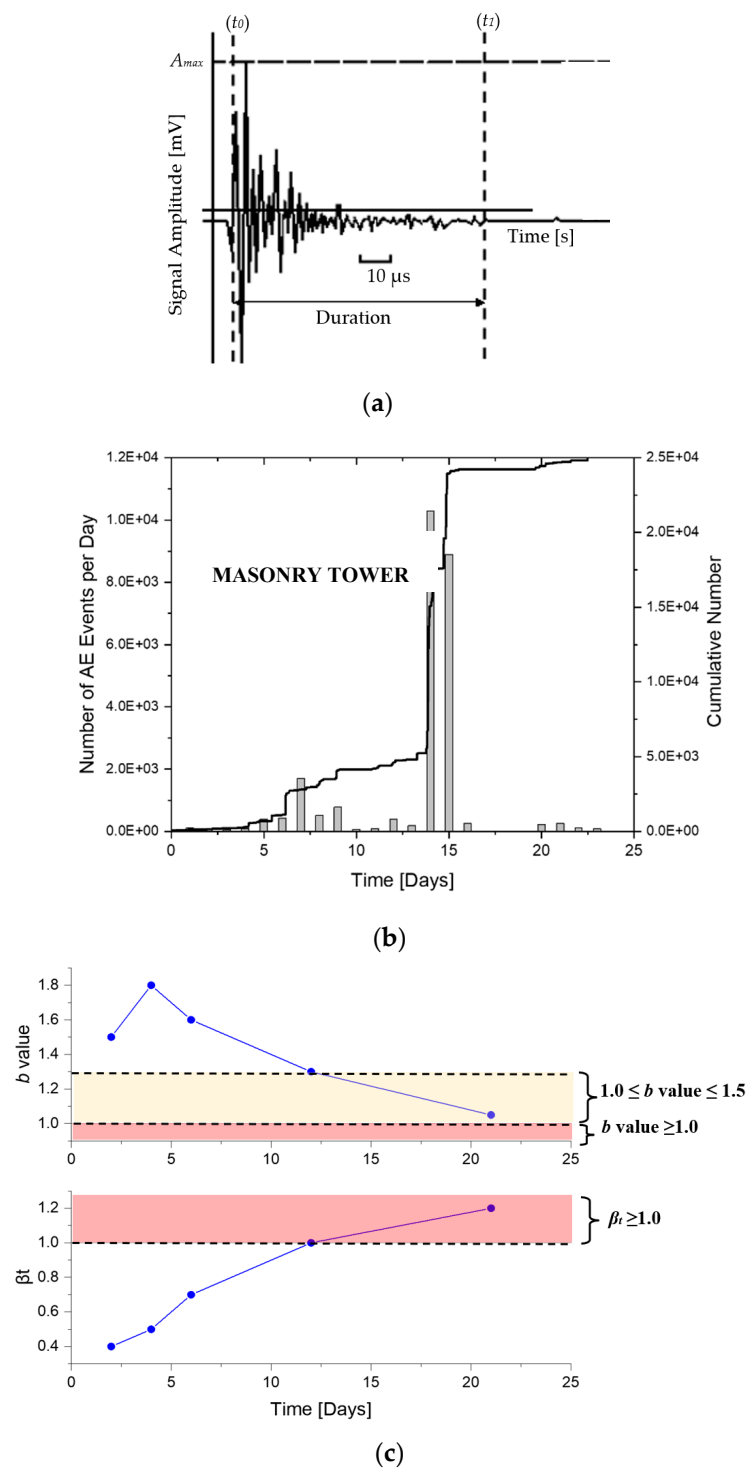 (t0) (t1)
Amax
Signal Amplitude [mV]
Time [s]
10 µs
Duration
(a)
1.2E+04 2.5E+04
1.0E+04 2.0E+04
8.0E+03
MASONRY TOWER
1.5E+04
6.0E+03
1.0E+04
4.0E+03
5.0E+03
2.0E+03
0.0E+00 0.0E+00
Number of AE Events per Day
Cumulative Number
0 5 10 15 20 25
Time [Days]
(b)
1.8
1.6
1.4
1.2
1.0
b value
1.0 ≤ b value ≤ 1.5
b value ≥1.0
0 5 10 15 20 25
1.2
1.0
0.8
0.6
0.4
βt
βt ≥1.0
0 5 10 15 20 25
Time [Days]
(c)